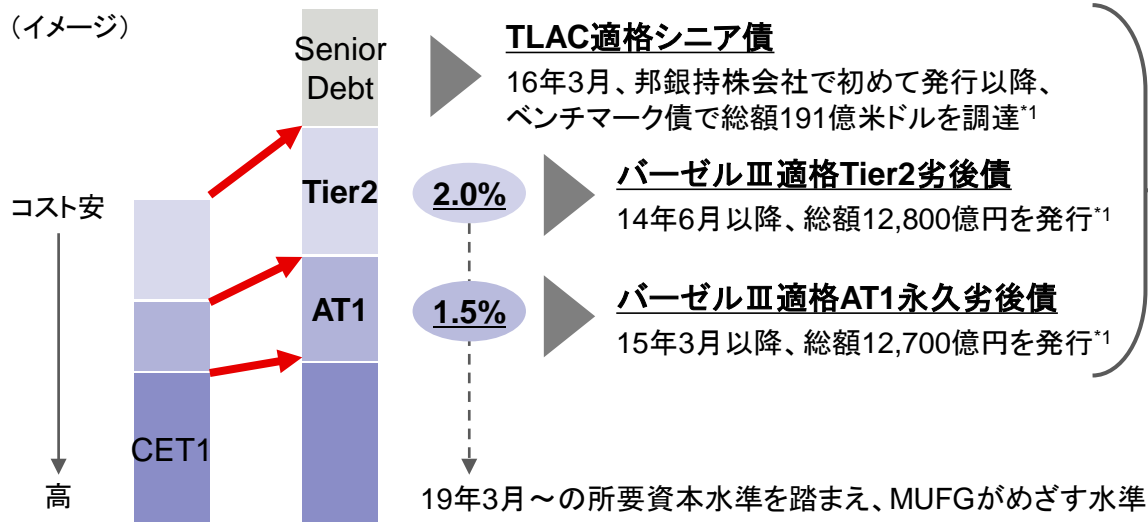 （イメージ）
Senior
Debt
TLAC適格シニア債
16年3月、邦銀持株会社で初めて発行以降、
ベンチマーク債で総額191億米ドルを調達*1
コスト安
Tier2
2.0%
バーゼルⅢ適格Tier2劣後債
14年6月以降、総額12,800億円を発行*1
AT1
1.5%
バーゼルⅢ適格AT1永久劣後債
15年3月以降、総額12,700億円を発行*1
CET1
高
19年3月～の所要資本水準を踏まえ、MUFGがめざす水準